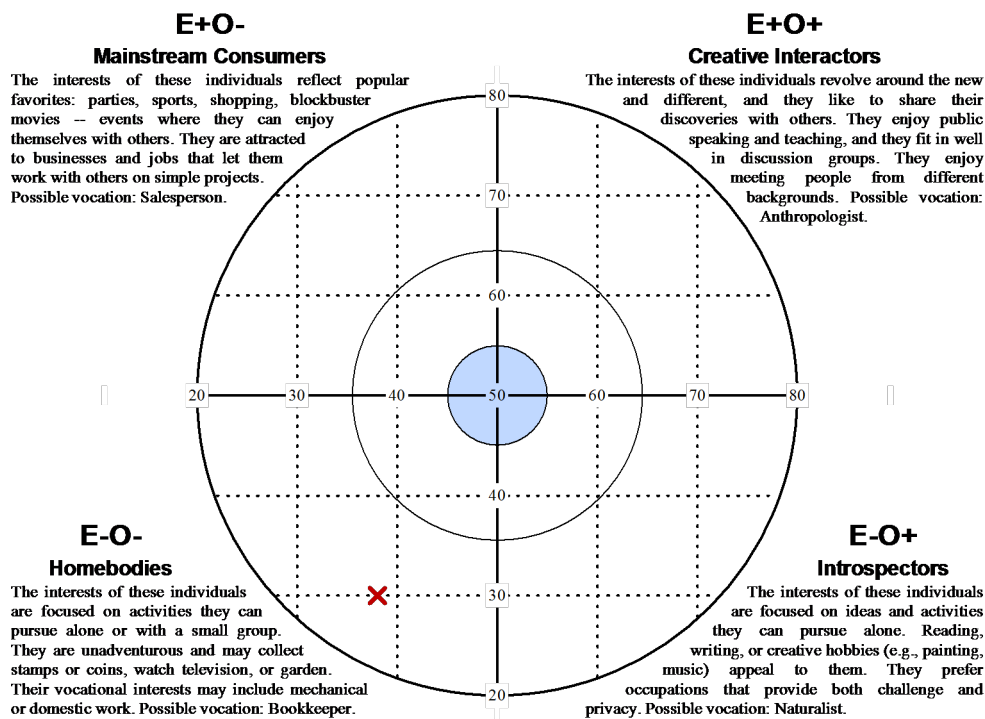 E+O-
Mainstream Consumers
The interests of these individuals reflect popular
favorites: parties, sports, shopping, blockbuster
movies -- events where they can enjoy
themselves with others. They are attracted
to businesses and jobs that let them
work with others on simple projects.
Possible vocation: Salesperson.
E+O+
Creative Interactors
The interests of these individuals revolve around the new
and different, and they like to share their
discoveries with others. They enjoy public
speaking and teaching, and they fit in well
in discussion groups. They enjoy
meeting people from different
backgrounds. Possible vocation:
Anthropologist.
80
70
60
20 30 40 50 60 70 80
40
30
20
E-O-
Homebodies
The interests of these individuals
are focused on activities they can
pursue alone or with a small group.
They are unadventurous and may collect
stamps or coins, watch television, or garden.
Their vocational interests may include mechanical
or domestic work. Possible vocation: Bookkeeper.
E-O+
Introspectors
The interests of these individuals
are focused on ideas and activities
they can pursue alone. Reading,
writing, or creative hobbies (e.g., painting,
music) appeal to them. They prefer
occupations that provide both challenge and
privacy. Possible vocation: Naturalist.